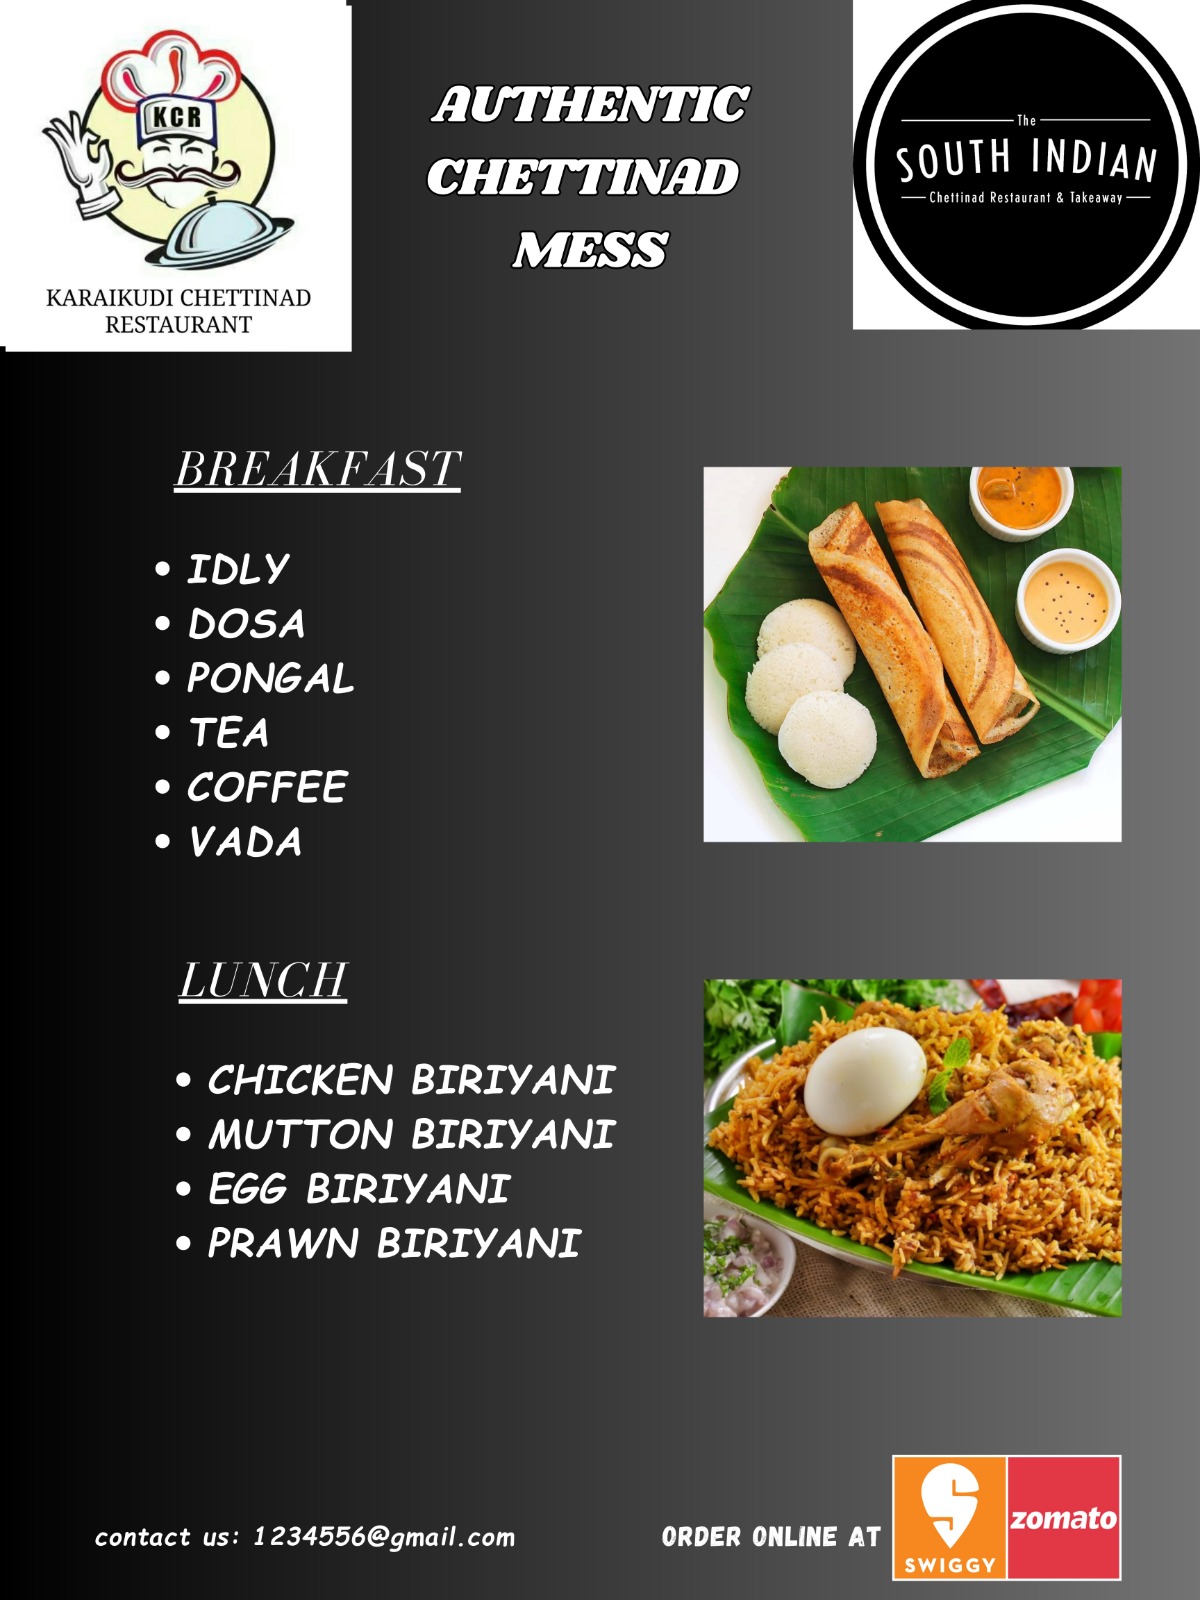 KCR
KARAIKUDI CHETTINAD
RESTAURANT
AUTHENTIC
CHETTINAD
MESS
The
SOUTH INDIAN
Chettinad Restaurant & Takeaway
BREAKFAST
• IDLY
• DOSA
• PONGAL
• TEA
• COFFEE
• VADA
LUNCH
• CHICKEN BIRIYANI
• MUTTON BIRIYANI
• EGG BIRIYANI
• PRAWN BIRIYANI
contact us: 1234556@gmail.com
ORDER ONLINE AT
SWIGGY
zomato